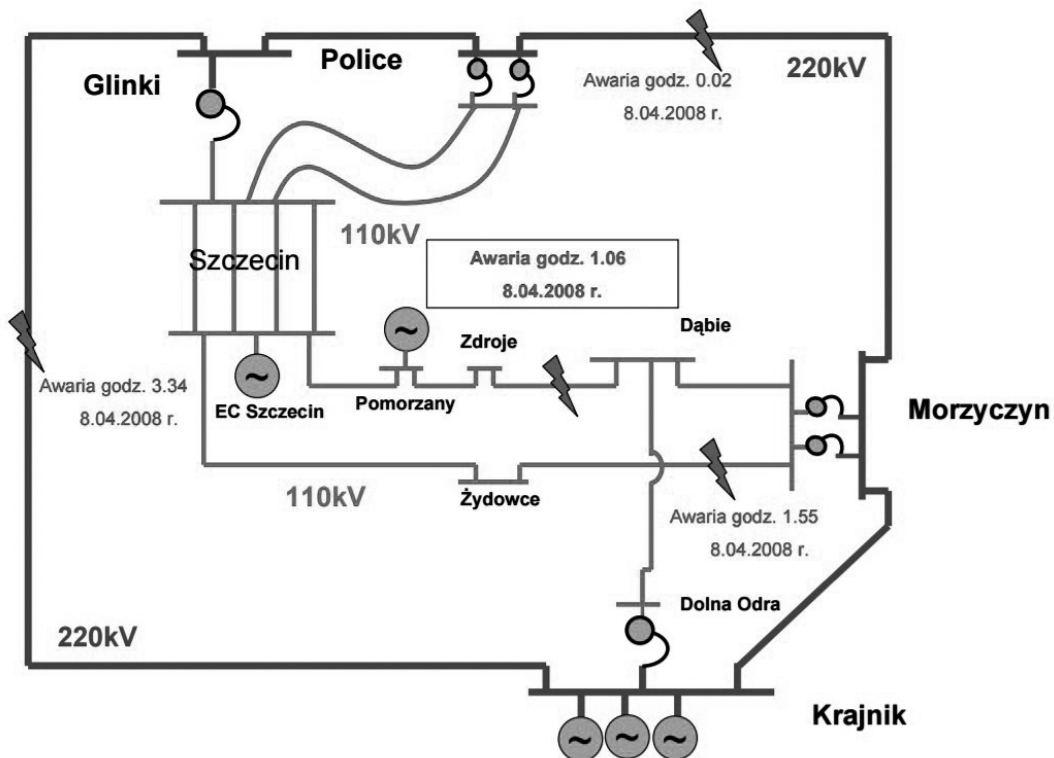 Glinki
Police
220kV
Awaria godz. 0.02
8.04.2008 r.
110kV
Szczecin
Awaria godz. 1.06
8.04.2008 r.
Dąbie
Zdroje
Awaria godz. 3.34
8.04.2008 r.
EC Szczecin
Pomorzany
Morzyczyn
110kV
Żydowce
Awaria godz. 1.55
8.04.2008 r.
Dolna Odra
220kV
Krajnik